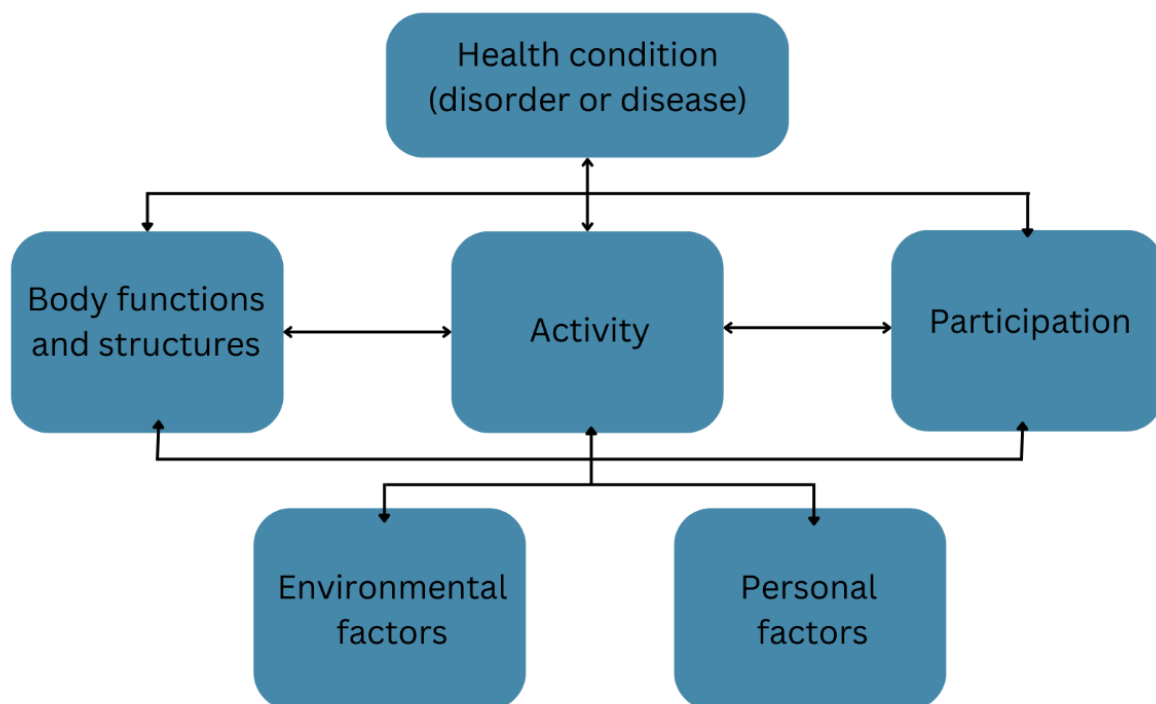 Health condition
(disorder or disease)
Body functions
and structures
Activity
Participation
Environmental
factors
Personal
factors